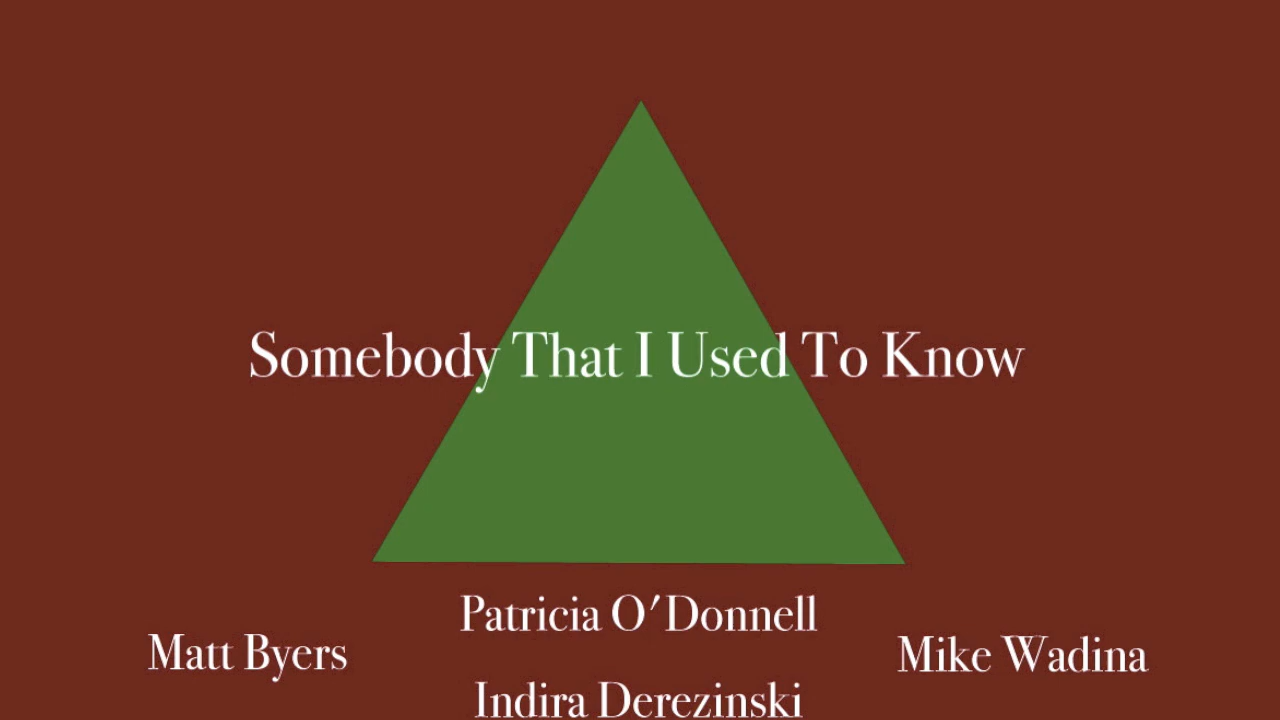 Somebody That I Used To Know
Patricia O'Donnell
Matt Byers
Mike Wadina
Indira Derezinski